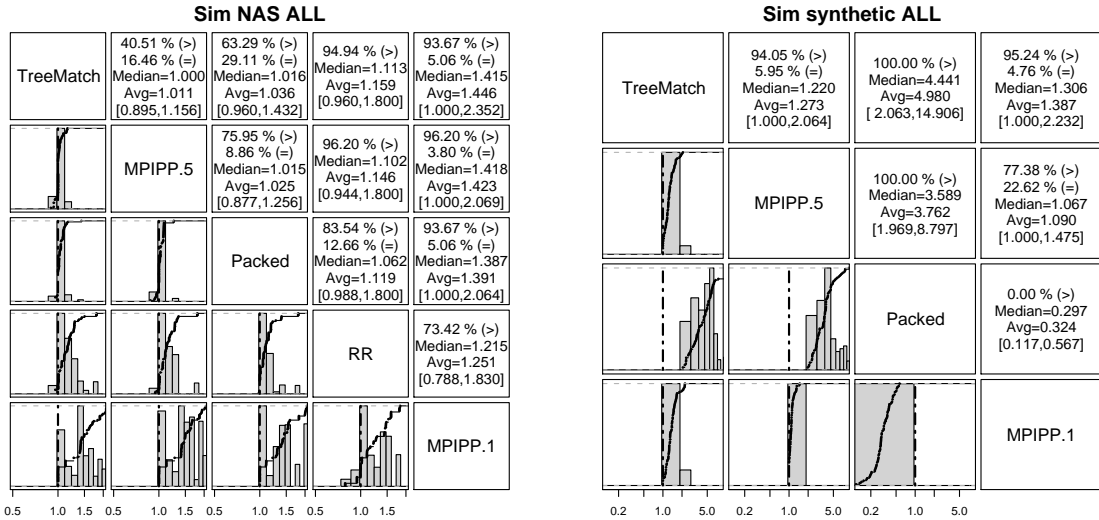 Sim NAS ALL
TreeMatch
40.51 % (>)
16.46 % (=)
Median=1.000
Avg=1.011
[0.895,1.156]
63.29 % (>)
29.11 % (=)
Median=1.016
Avg=1.036
[0.960,1.432]
94.94 % (>)
Median=1.113
Avg=1.159
[0.960,1.800]
93.67 % (>)
5.06 % (=)
Median=1.415
Avg=1.446
[1.000,2.352]
MPIPP.5
75.95 % (>)
8.86 % (=)
Median=1.015
Avg=1.025
[0.877,1.256]
96.20 % (>)
Median=1.102
Avg=1.146
[0.944,1.800]
96.20 % (>)
3.80 % (=)
Median=1.418
Avg=1.423
[1.000,2.069]
Packed
83.54 % (>)
12.66 % (=)
Median=1.062
Avg=1.119
[0.988,1.800]
93.67 % (>)
5.06 % (=)
Median=1.387
Avg=1.391
[1.000,2.064]
RR
73.42 % (>)
Median=1.215
Avg=1.251
[0.788,1.830]
MPIPP.1
0.5 1.0 1.5
0.5 1.0 1.5
0.5 1.0 1.5
0.5 1.0 1.5
Sim synthetic ALL
TreeMatch
94.05 % (>)
5.95 % (=)
Median=1.220
Avg=1.273
[1.000,2.064]
100.00 % (>)
Median=4.441
Avg=4.980
[ 2.063,14.906]
95.24 % (>)
4.76 % (=)
Median=1.306
Avg=1.387
[1.000,2.232]
MPIPP.5
100.00 % (>)
Median=3.589
Avg=3.762
[1.969,8.797]
77.38 % (>)
22.62 % (=)
Median=1.067
Avg=1.090
[1.000,1.475]
Packed
0.00 % (>)
Median=0.297
Avg=0.324
[0.117,0.567]
MPIPP.1
0.2 1.0 5.0
0.2 1.0 5.0
0.2 1.0 5.0